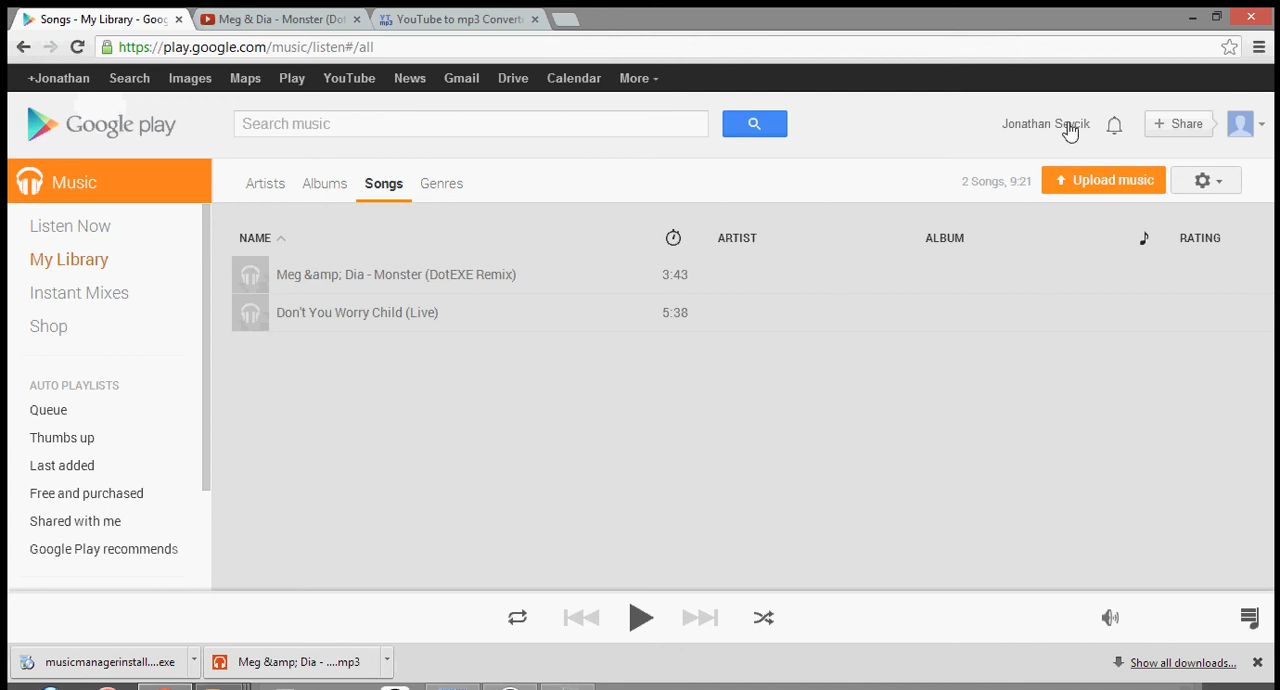 Songs - My Library - Goog
Meg & Dia - Monster (Dot
YouTube to mp3 Convert
https://play.google.com/music/listen#/all
+Jonathan Search Images Maps Play YouTube News Gmail Drive Calendar More
Google play
Search music
Jonathan Sevcik
+ Share
Music
Artists Albums Songs Genres
2 Songs, 9:21
Upload music
Listen Now
My Library
Instant Mixes
Shop
AUTO PLAYLISTS
Queue
Thumbs up
Last added
Free and purchased
Shared with me
Google Play recommends
NAME ARTIST ALBUM RATING
Meg &amp; Dia - Monster (DotEXE Remix) 3:43
Don't You Worry Child (Live) 5:38
musicmanagerinstall....exe
Meg &amp; Dia - ....mp3
Show all downloads...